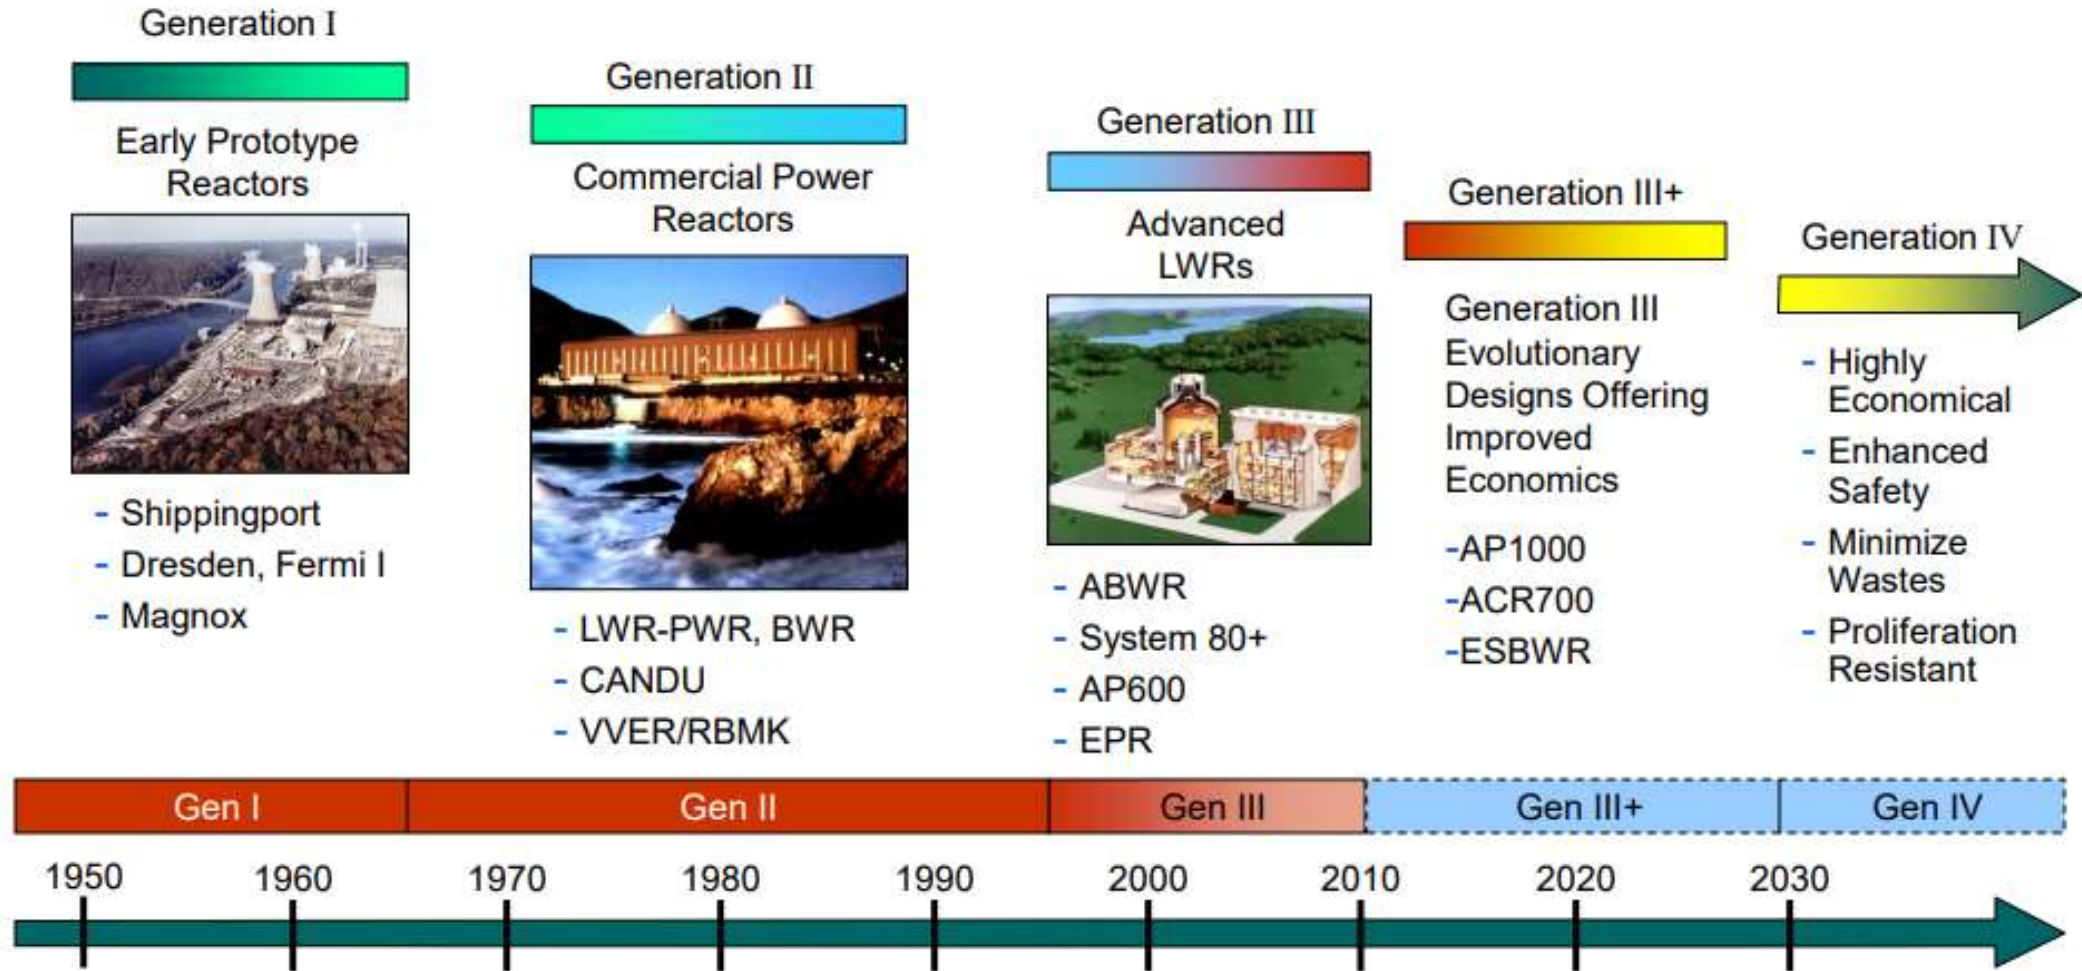 Generation I
Early Prototype
Reactors
- Shippingport
- Dresden, Fermi I
- Magnox
Generation II
Commercial Power
Reactors
- LWR-PWR, BWR
- CANDU
- VVER/RBMK
Generation III
Advanced
LWRs
- ABWR
- System 80+
- AP600
- EPR
Generation III+
Generation III
Evolutionary
Designs Offering
Improved
Economics
-AP1000
-ACR700
-ESBWR
Generation IV
- Highly
Economical
- Enhanced
Safety
- Minimize
Wastes
- Proliferation
Resistant
Gen I
Gen II
Gen III
Gen III+
Gen IV
1950
1960
1970
1980
1990
2000
2010
2020
2030